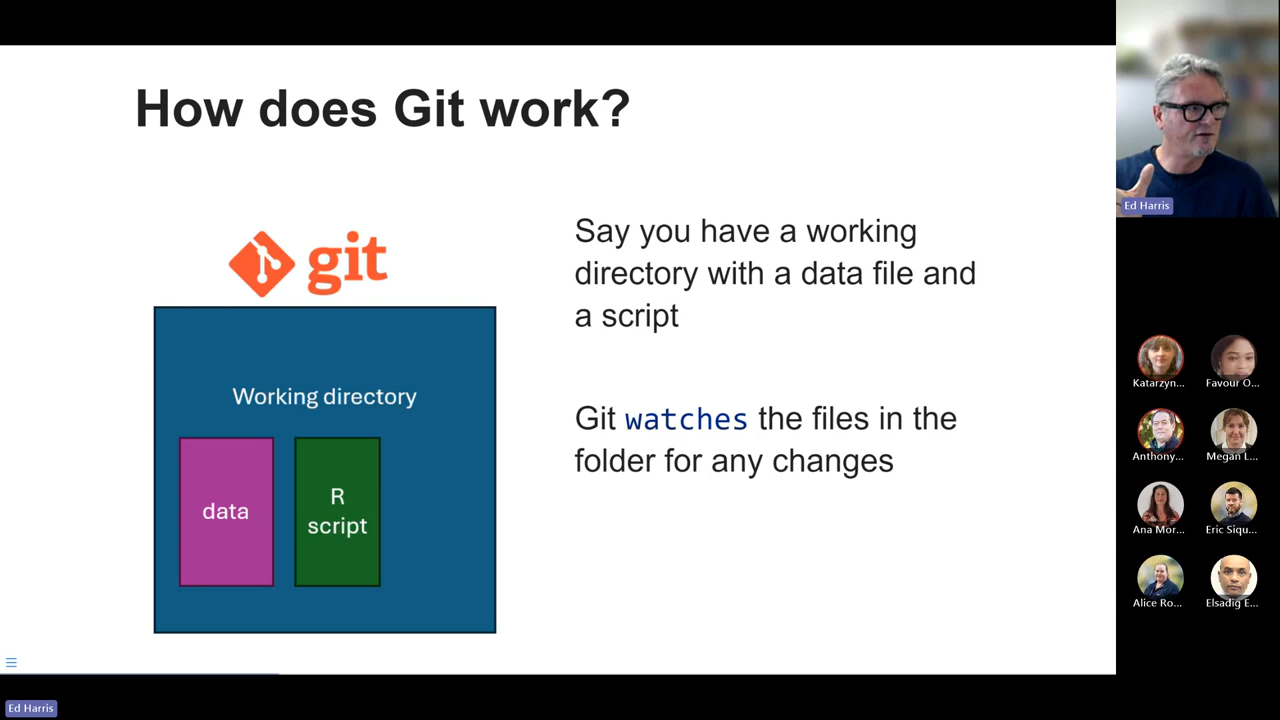 How does Git work?
git
Working directory
data
R
script
Say you have a working
directory with a data file and
a script
Git watches the files in the
folder for any changes
Ed Harris
Katarzyn...
Favour O...
Anthony...
Megan L...
Ana Mor...
Eric Siqu...
Alice Ro...
Elsadig E...
Ed Harris